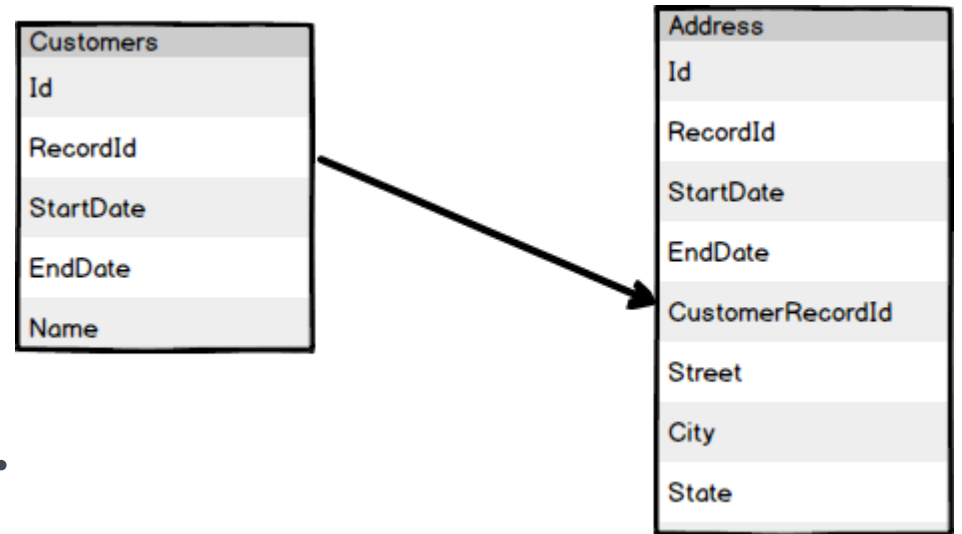 Customers
Id
RecordId
StartDate
EndDate
Name
Address
Id
RecordId
StartDate
EndDate
CustomerRecordId
Street
City
State